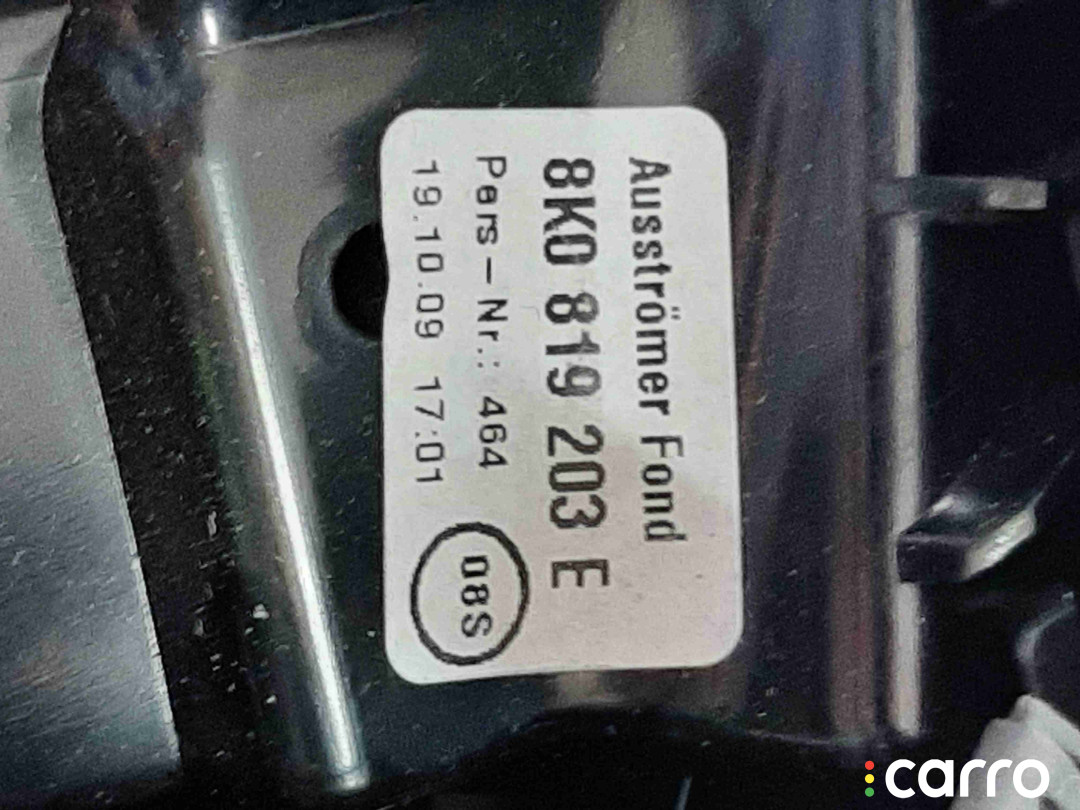 Ausströmer Fond
8K0 819 203 E
Pers-Nr.: 464
19.10.09 17:01
08S
carro